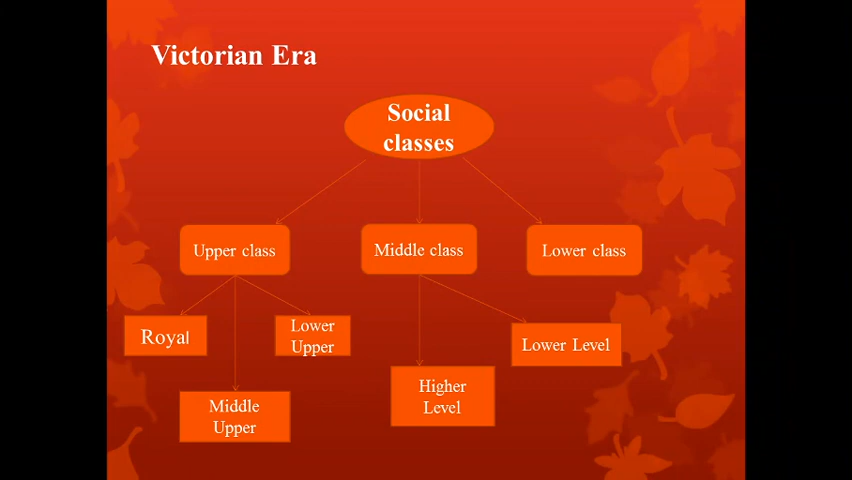 Victorian Era
Social
classes
Upper class
Middle class
Lower class
Royal
Lower
Upper
Lower Level
Middle
Upper
Higher
Level